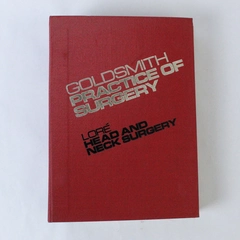 GOLDSMITH
PRACTICE OF
SURGERY
LORÉ
HEAD AND
NECK SURGERY